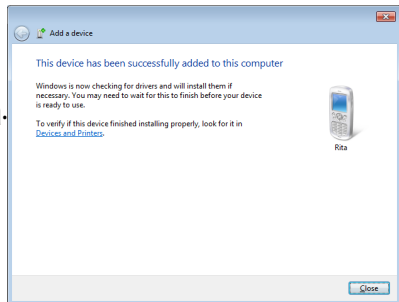 Add a device
This device has been successfully added to this computer
Windows is now checking for drivers and will install them if
necessary. You may need to wait for this to finish before your device
is ready to use.
To verify if this device finished installing properly, look for it in
Devices and Printers.
Rita
Close